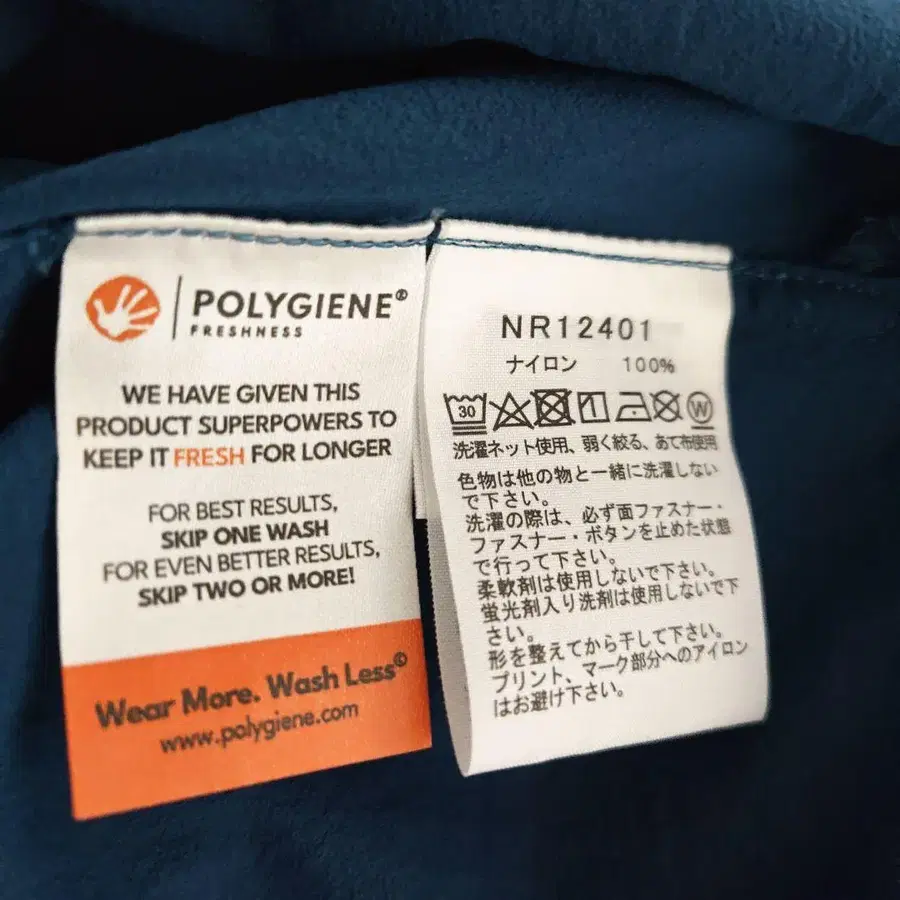 POLYGIENE®
FRESHNESS
WE HAVE GIVEN THIS
PRODUCT SUPERPOWERS TO
KEEP IT FRESH FOR LONGER
FOR BEST RESULTS,
SKIP ONE WASH
FOR EVEN BETTER RESULTS,
SKIP TWO OR MORE!
Wear More. Wash Less©
www.polygiene.com
NR12401
ナイロン 100%
30 W
洗濯ネット使用、弱く絞る、あて布使用
色物は他の物と一緒に洗濯しない
で下さい。
洗濯の際は、必ず面ファスナー・
ファスナー・ボタンを止めた状態
で行って下さい。
柔軟剤は使用しないで下さい。
蛍光剤入り洗剤は使用しないで下
さい。
形を整えてから干して下さい。
プリント、マーク部分へのアイロン
はお避け下さい。